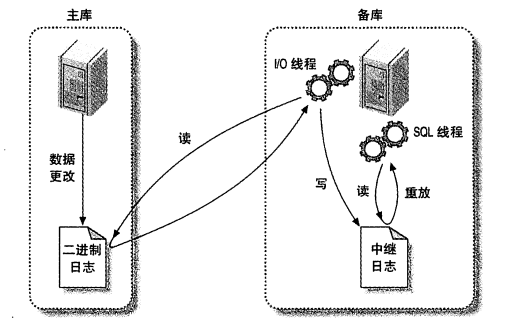 主库
备库
I/O 线程
SQL 线程
读
数据
更改
写
读
重放
二进制
日志
中继
日志